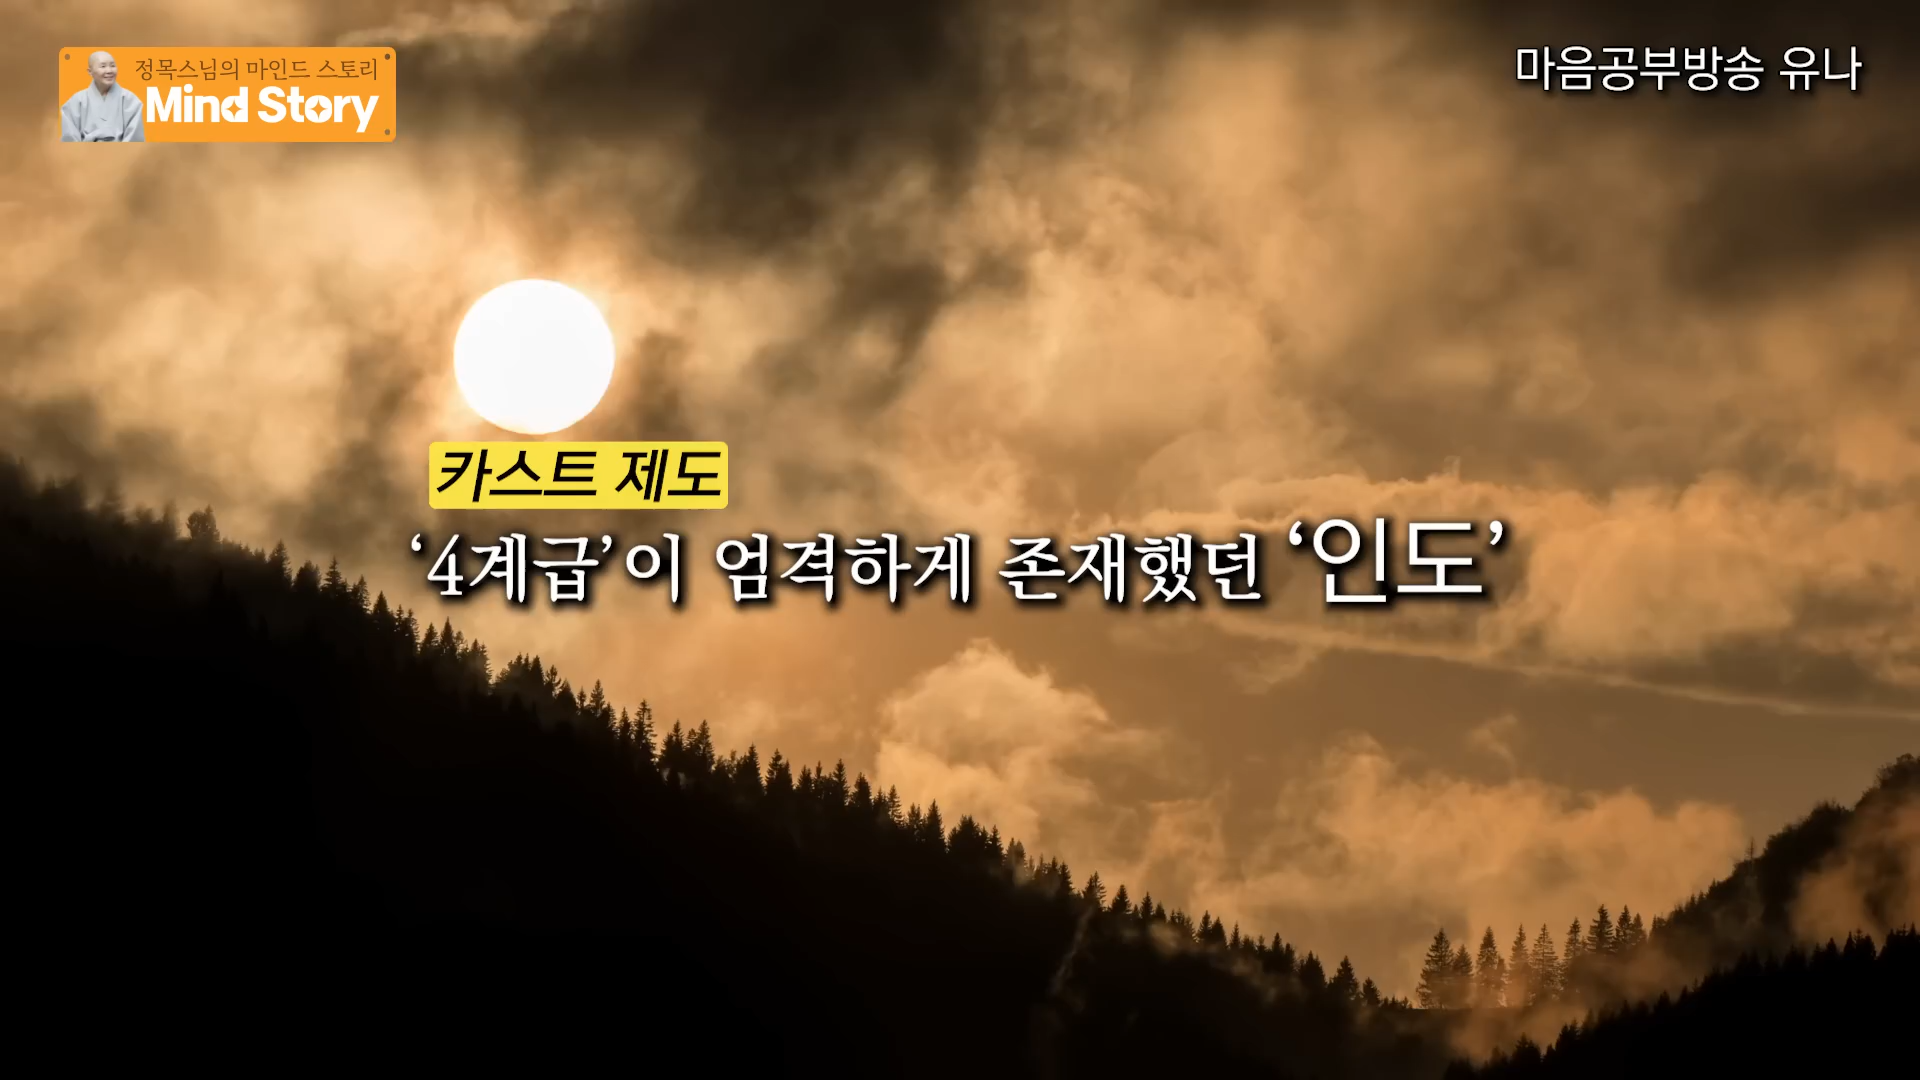 정목스님의 마인드 스토리
Mind Story
마음공부방송 유나
카스트 제도
‘4계급’이 엄격하게 존재했던 ‘인도’